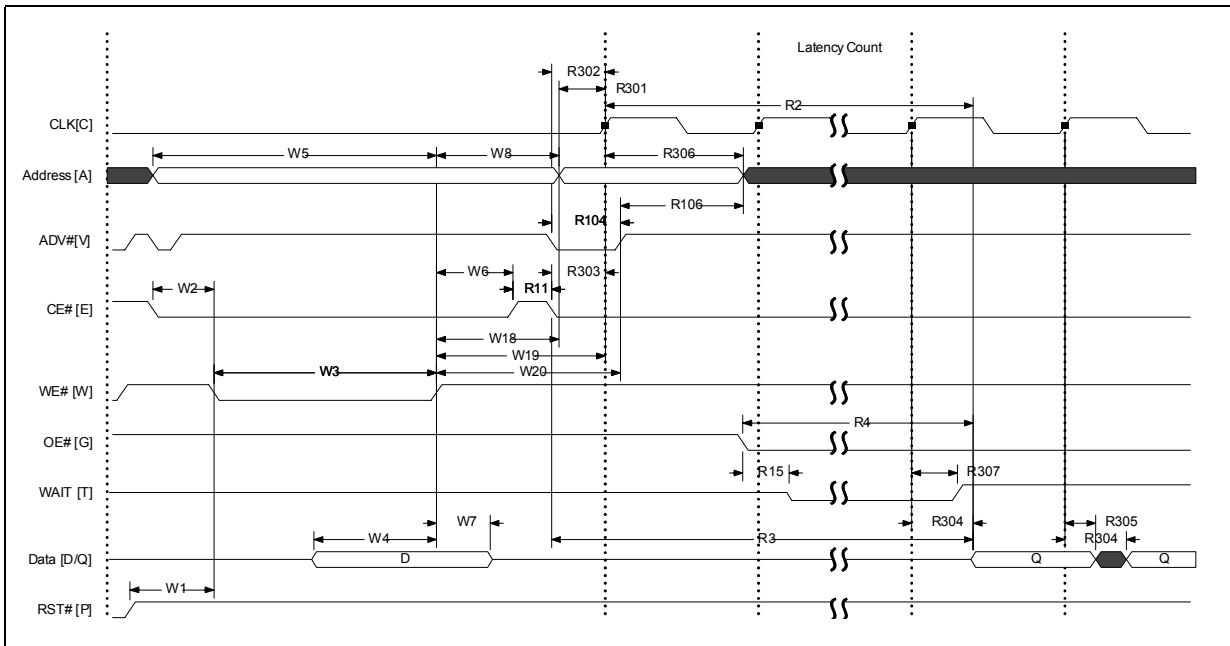 Latency Count
R302
R301
R2
CLK[C]
W5 W8 R306
Address [A]
R106
R104
ADV#[V]
W6 R303
W2 R11
CE# [E]
W18
W19
W3 W20
WE# [W]
R4
OE# [G]
R15 R307
WAIT [T]
W7 R304 R305
W4 R3 R304
Data [D/Q] D Q Q
W1
RST# [P]